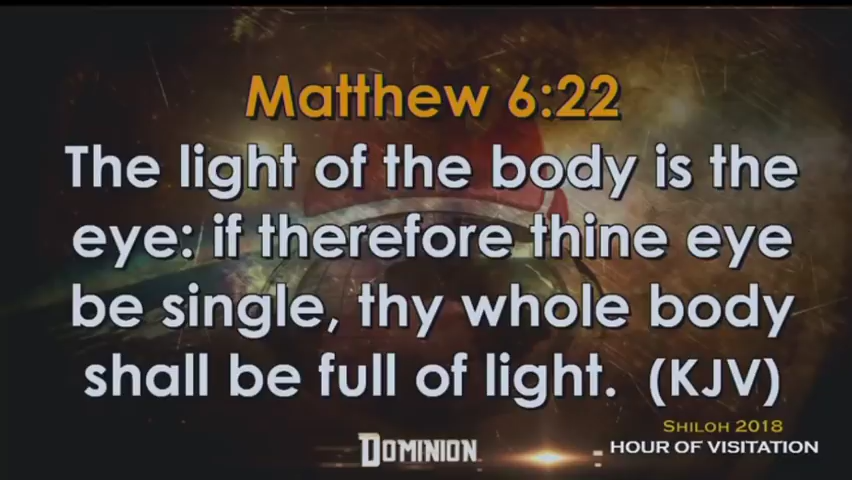 Matthew 6:22
The light of the body is the
eye: if therefore thine eye
be single, thy whole body
shall be full of light. (KJV)
SHILOH 2018
DOMINION
HOUR OF VISITATION